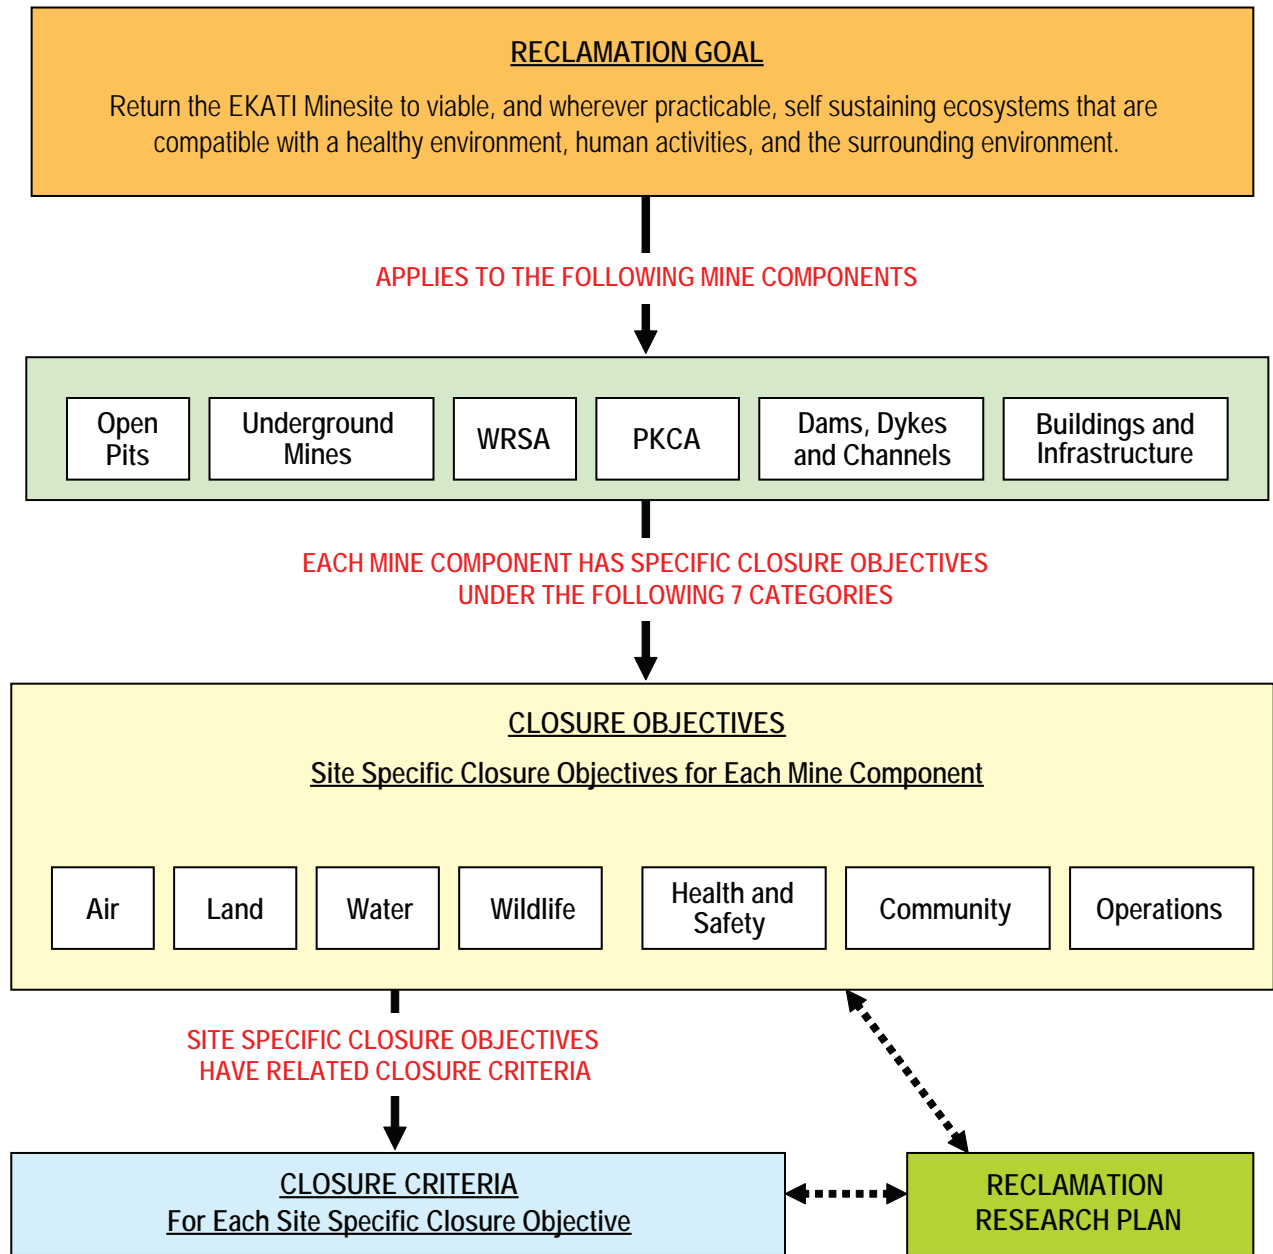 RECLAMATION GOAL
Return the EKATI Minesite to viable, and wherever practicable, self sustaining ecosystems that are
compatible with a healthy environment, human activities, and the surrounding environment.
APPLIES TO THE FOLLOWING MINE COMPONENTS
Open
Pits
Underground
Mines
WRSA
PKCA
Dams, Dykes
and Channels
Buildings and
Infrastructure
EACH MINE COMPONENT HAS SPECIFIC CLOSURE OBJECTIVES
UNDER THE FOLLOWING 7 CATEGORIES
CLOSURE OBJECTIVES
Site Specific Closure Objectives for Each Mine Component
Air
Land
Water
Wildlife
Health and
Safety
Community
Operations
SITE SPECIFIC CLOSURE OBJECTIVES
HAVE RELATED CLOSURE CRITERIA
CLOSURE CRITERIA
For Each Site Specific Closure Objective
RECLAMATION
RESEARCH PLAN